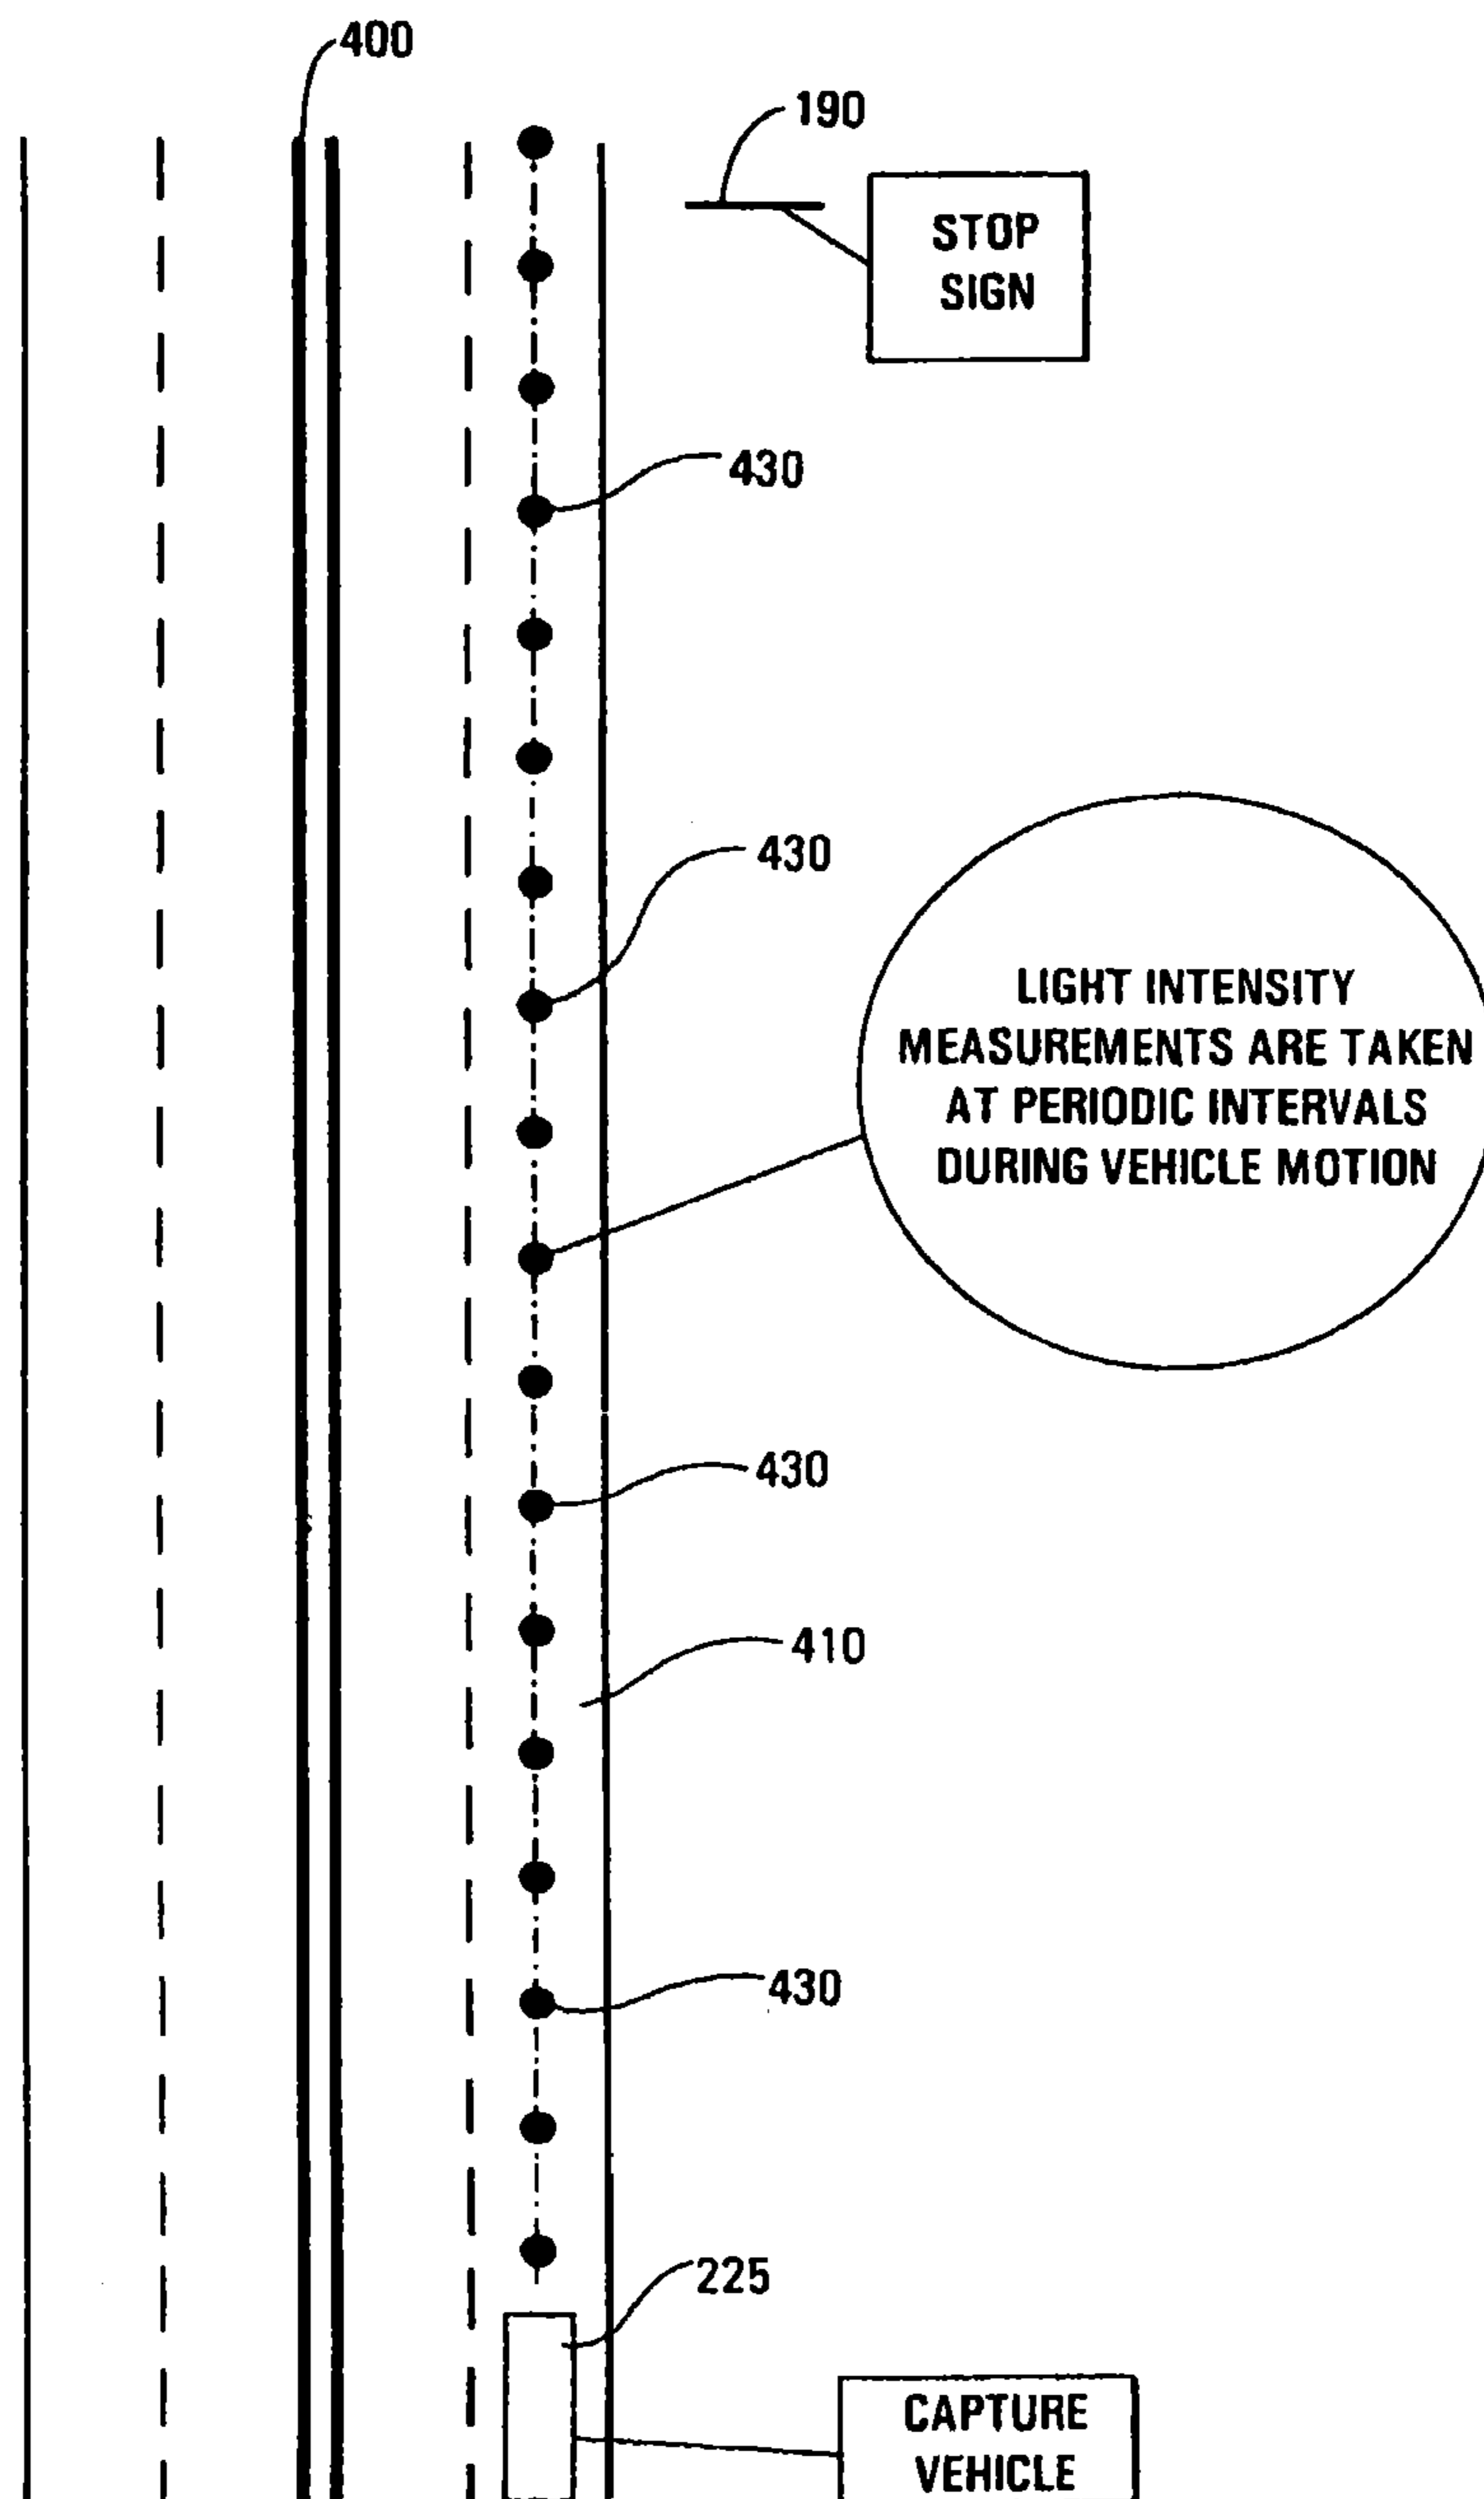 400
190
STOP
SIGN
430
430
LIGHT INTENSITY
MEASUREMENTS ARE TAKEN
AT PERIODIC INTERVALS
DURING VEHICLE MOTION
430
410
430
225
CAPTURE
VEHICLE